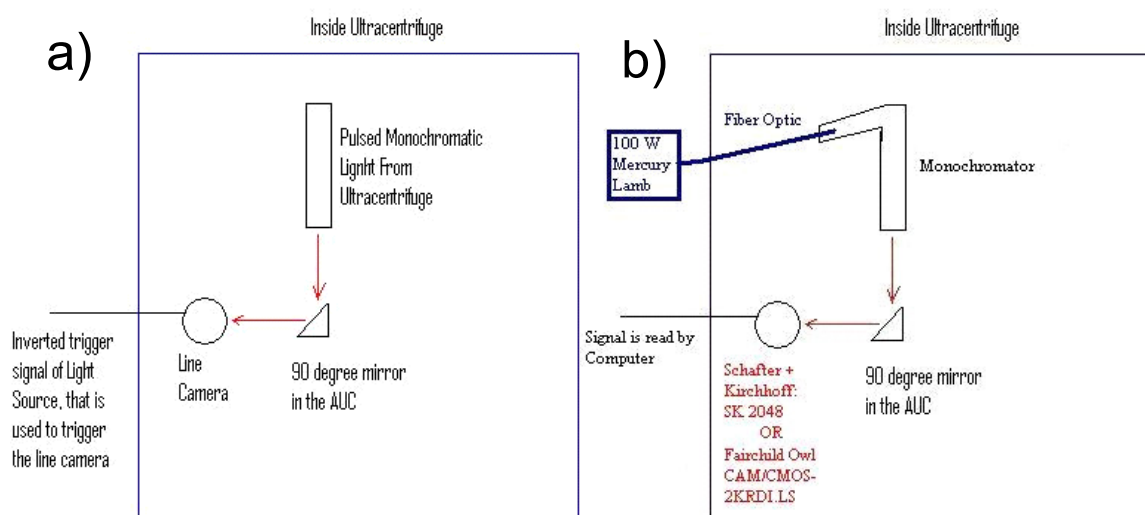 Inside Ultracentrifuge
a)
Pulsed Monochromatic
Lignht From
Ultracentrifuge
Line
Camera
90 degree mirror
in the AUC
Inverted trigger
signal of Light
Source, that is
used to trigger
the line camera
Inside Ultracentrifuge
b)
Fiber Optic
100 W
Mercury
Lamb
Monochromator
Signal is read by
Computer
Schafter +
Kirchhoff:
SK 2048
OR
Fairchild Owl
CAM/CMOS-
2KRDI.LS
90 degree mirror
in the AUC